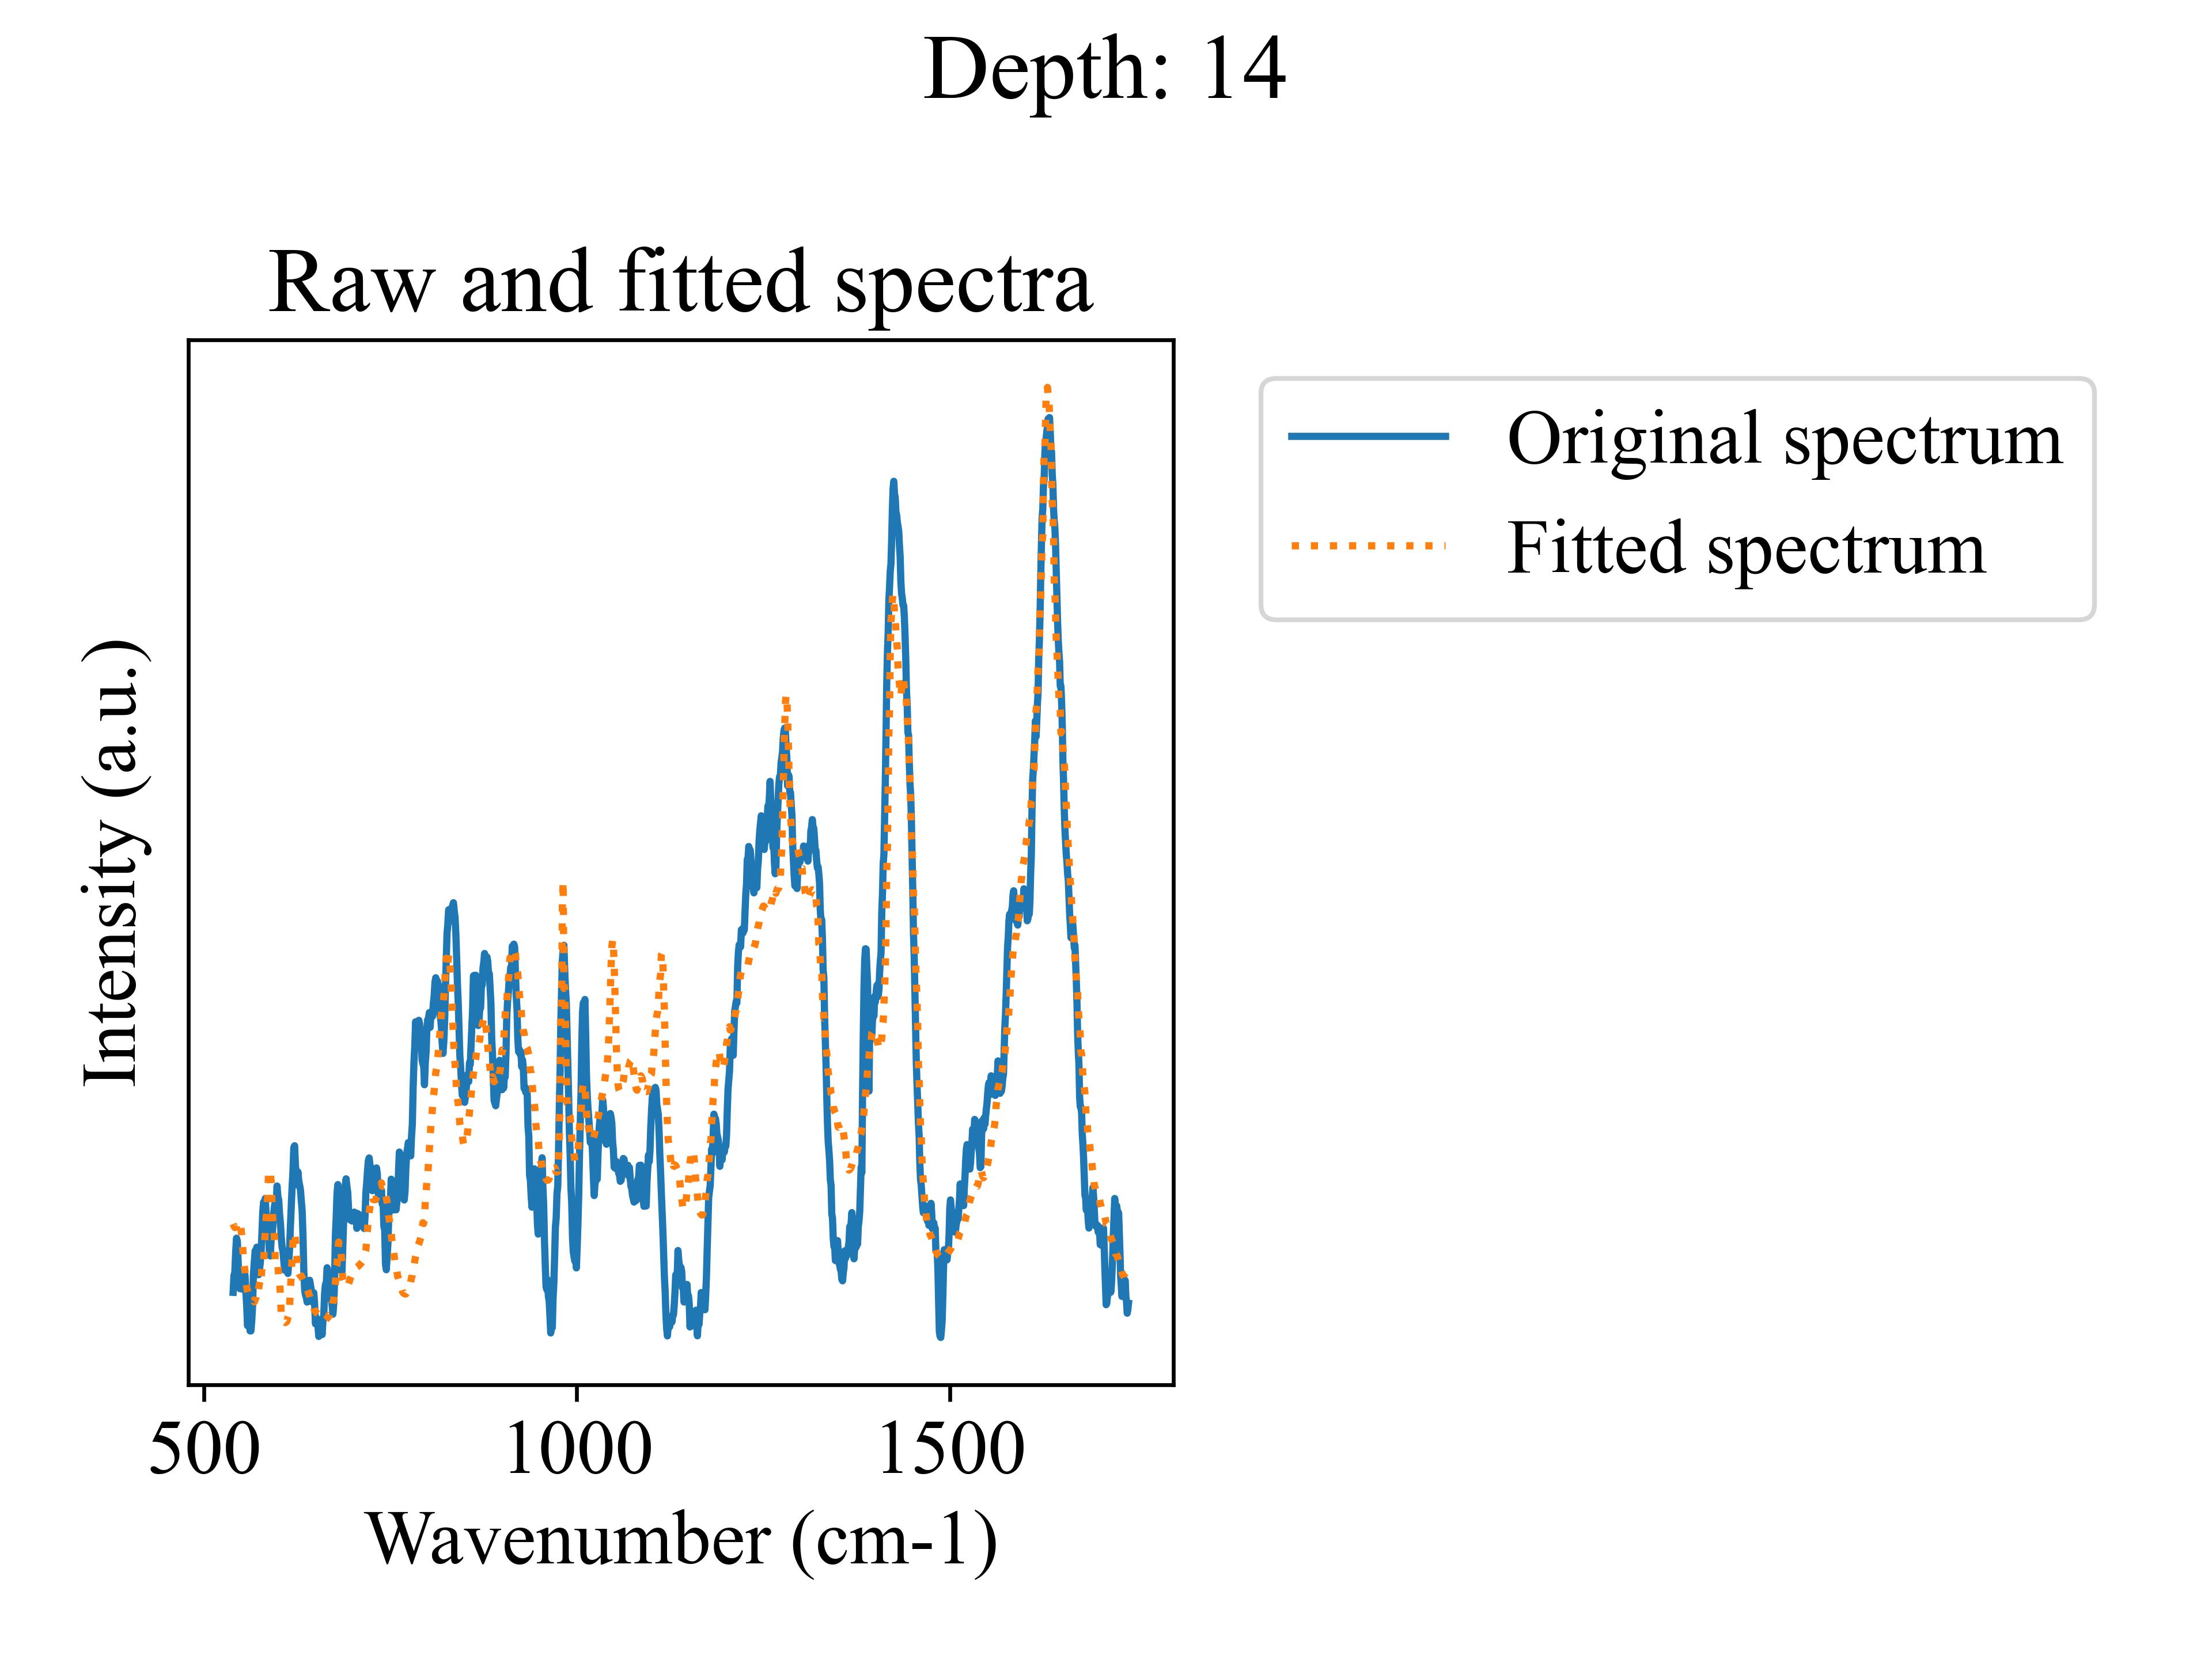 Depth: 14
Raw and fitted spectra
Original spectrum
Fitted spectrum
Intensity (a.u.)
500 1000 1500
Wavenumber (cm-1)